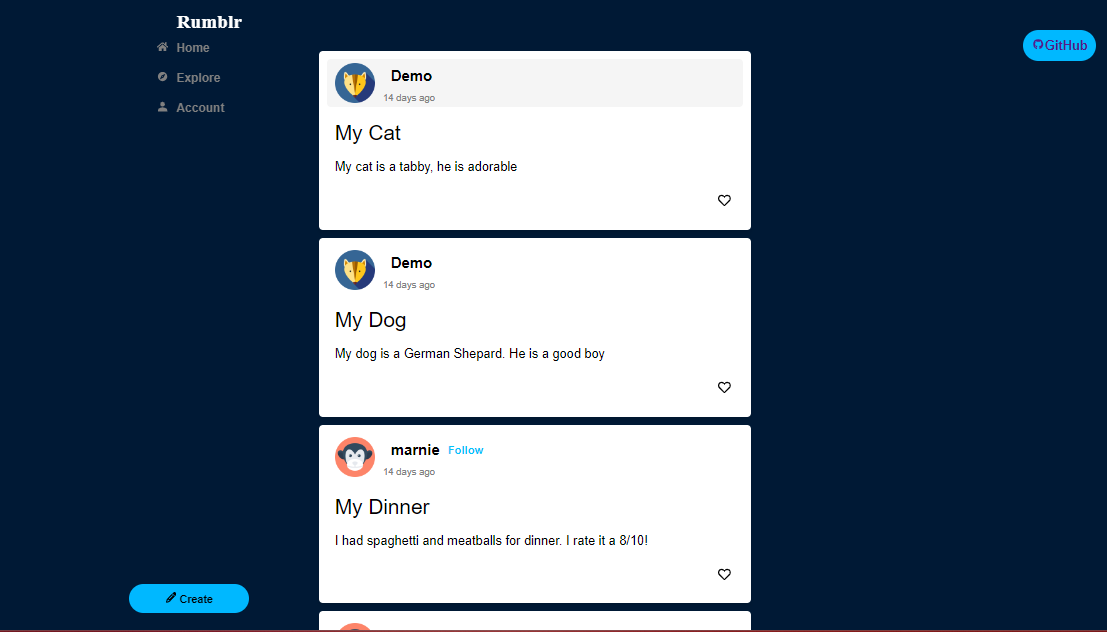 Rumblr
Home
Explore
Account
GitHub
Demo
14 days ago
My Cat
My cat is a tabby, he is adorable
Demo
14 days ago
My Dog
My dog is a German Shepard. He is a good boy
marnie Follow
14 days ago
My Dinner
I had spaghetti and meatballs for dinner. I rate it a 8/10!
Create